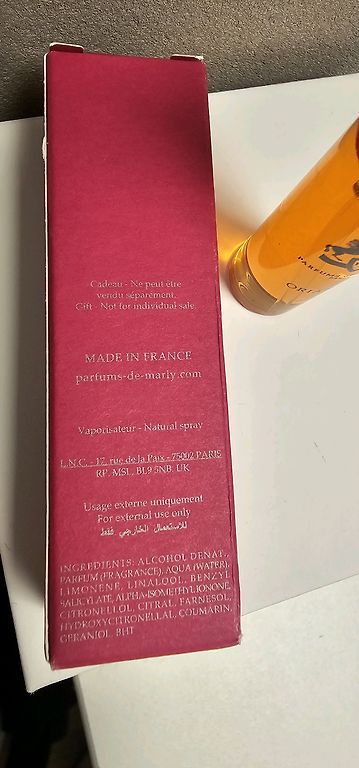 Cadeau - Ne peut être
vendu séparément.
Gift - Not for individual sale.
MADE IN FRANCE
parfums-de-marly.com
Vaporisateur - Natural spray
L.N.C. - 17, rue de la Paix - 75002 PARIS
RP. MSL, BL9 5NB. UK
Usage externe uniquement
For external use only
للاستعمال الخارجي فقط
INGREDIENTS: ALCOHOL DENAT.,
PARFUM (FRAGRANCE), AQUA (WATER),
LIMONENE, LINALOOL, BENZYL
SALICYLATE, ALPHA-ISOMETHYL IONONE,
CITRONELLOL, CITRAL, FARNESOL,
HYDROXYCITRONELLAL, COUMARIN,
GERANIOL, BHT
PARFUMS